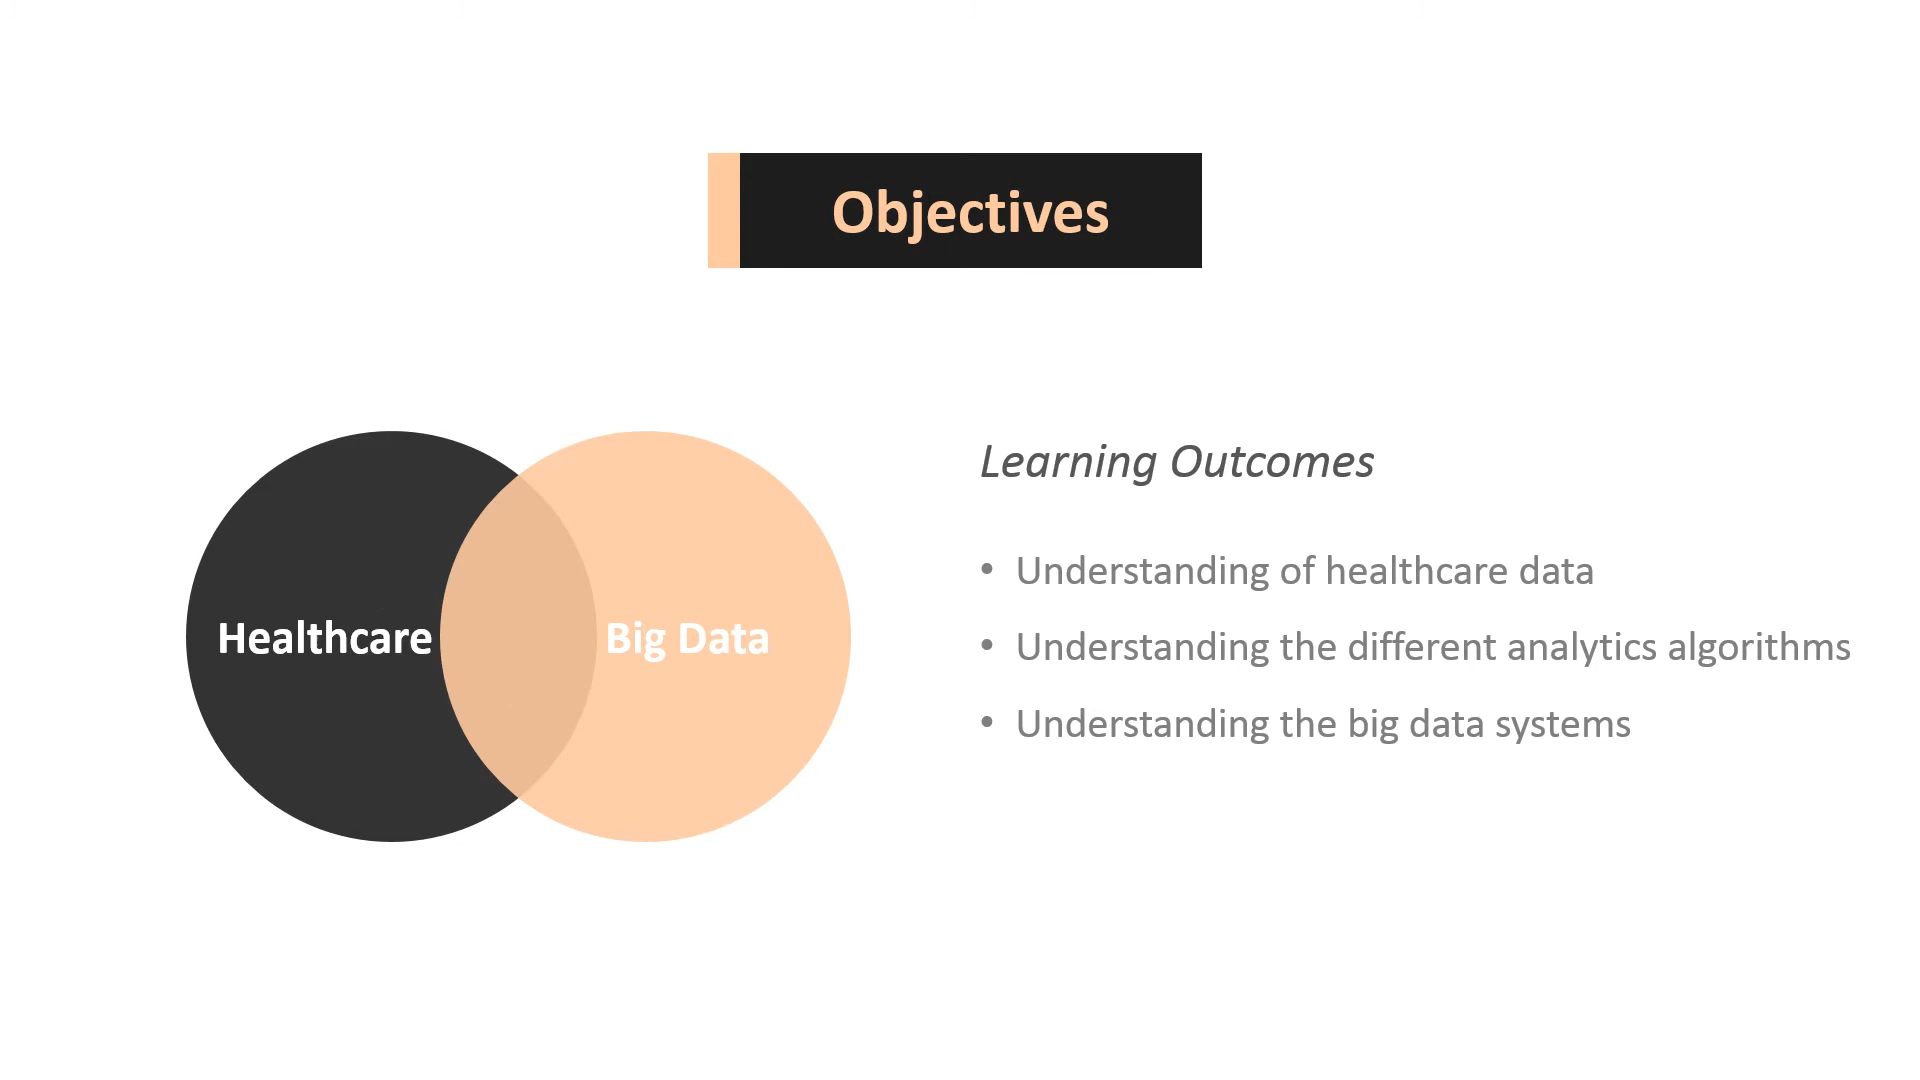 Objectives
Healthcare
Big Data
Learning Outcomes
• Understanding of healthcare data
• Understanding the different analytics algorithms
• Understanding the big data systems